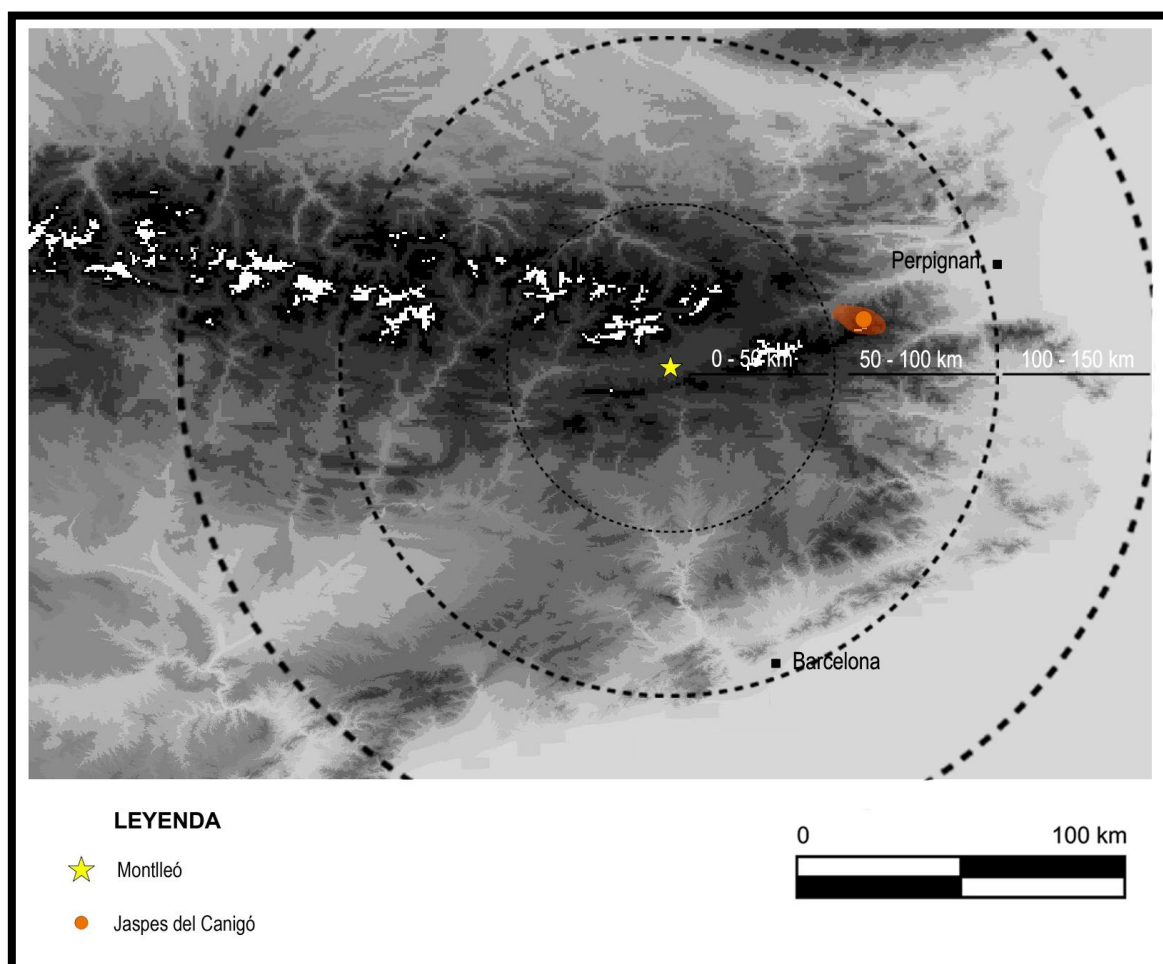 Perpignan
0 - 50 km
50 - 100 km
100 - 150 km
Barcelona
LEYENDA
Montlleó
Jaspes del Canigó
0
100 km